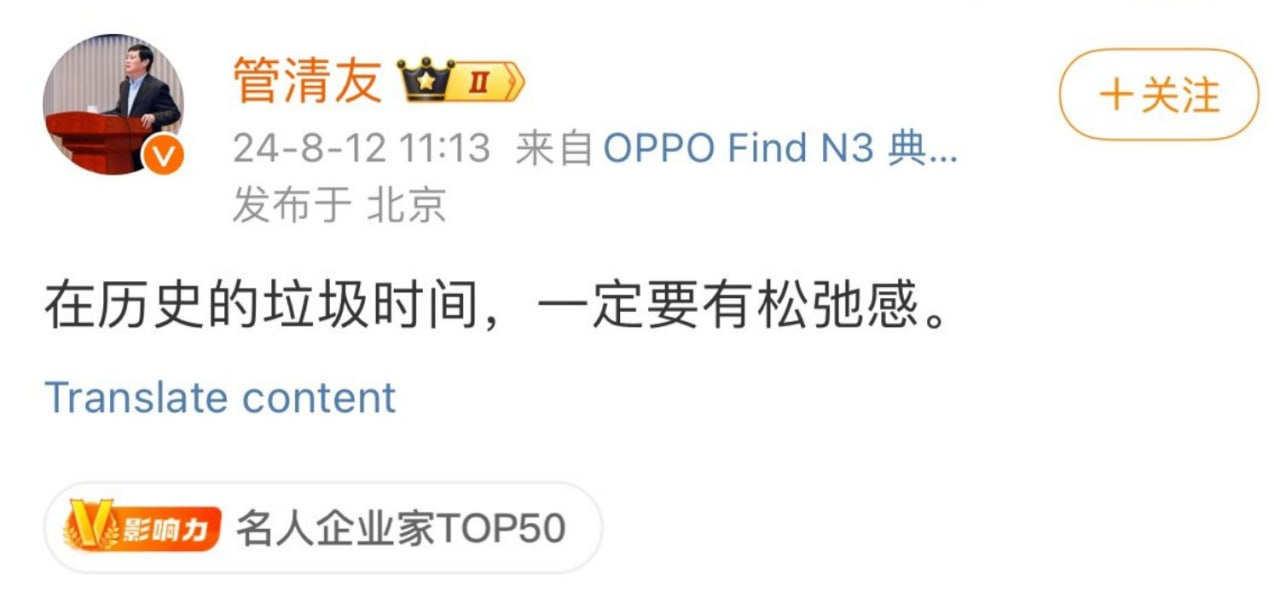 管清友 II
24-8-12 11:13 来自 OPPO Find N3 典...
发布于 北京
+关注
在历史的垃圾时间，一定要有松弛感。
Translate content
V影响力 名人企业家TOP50